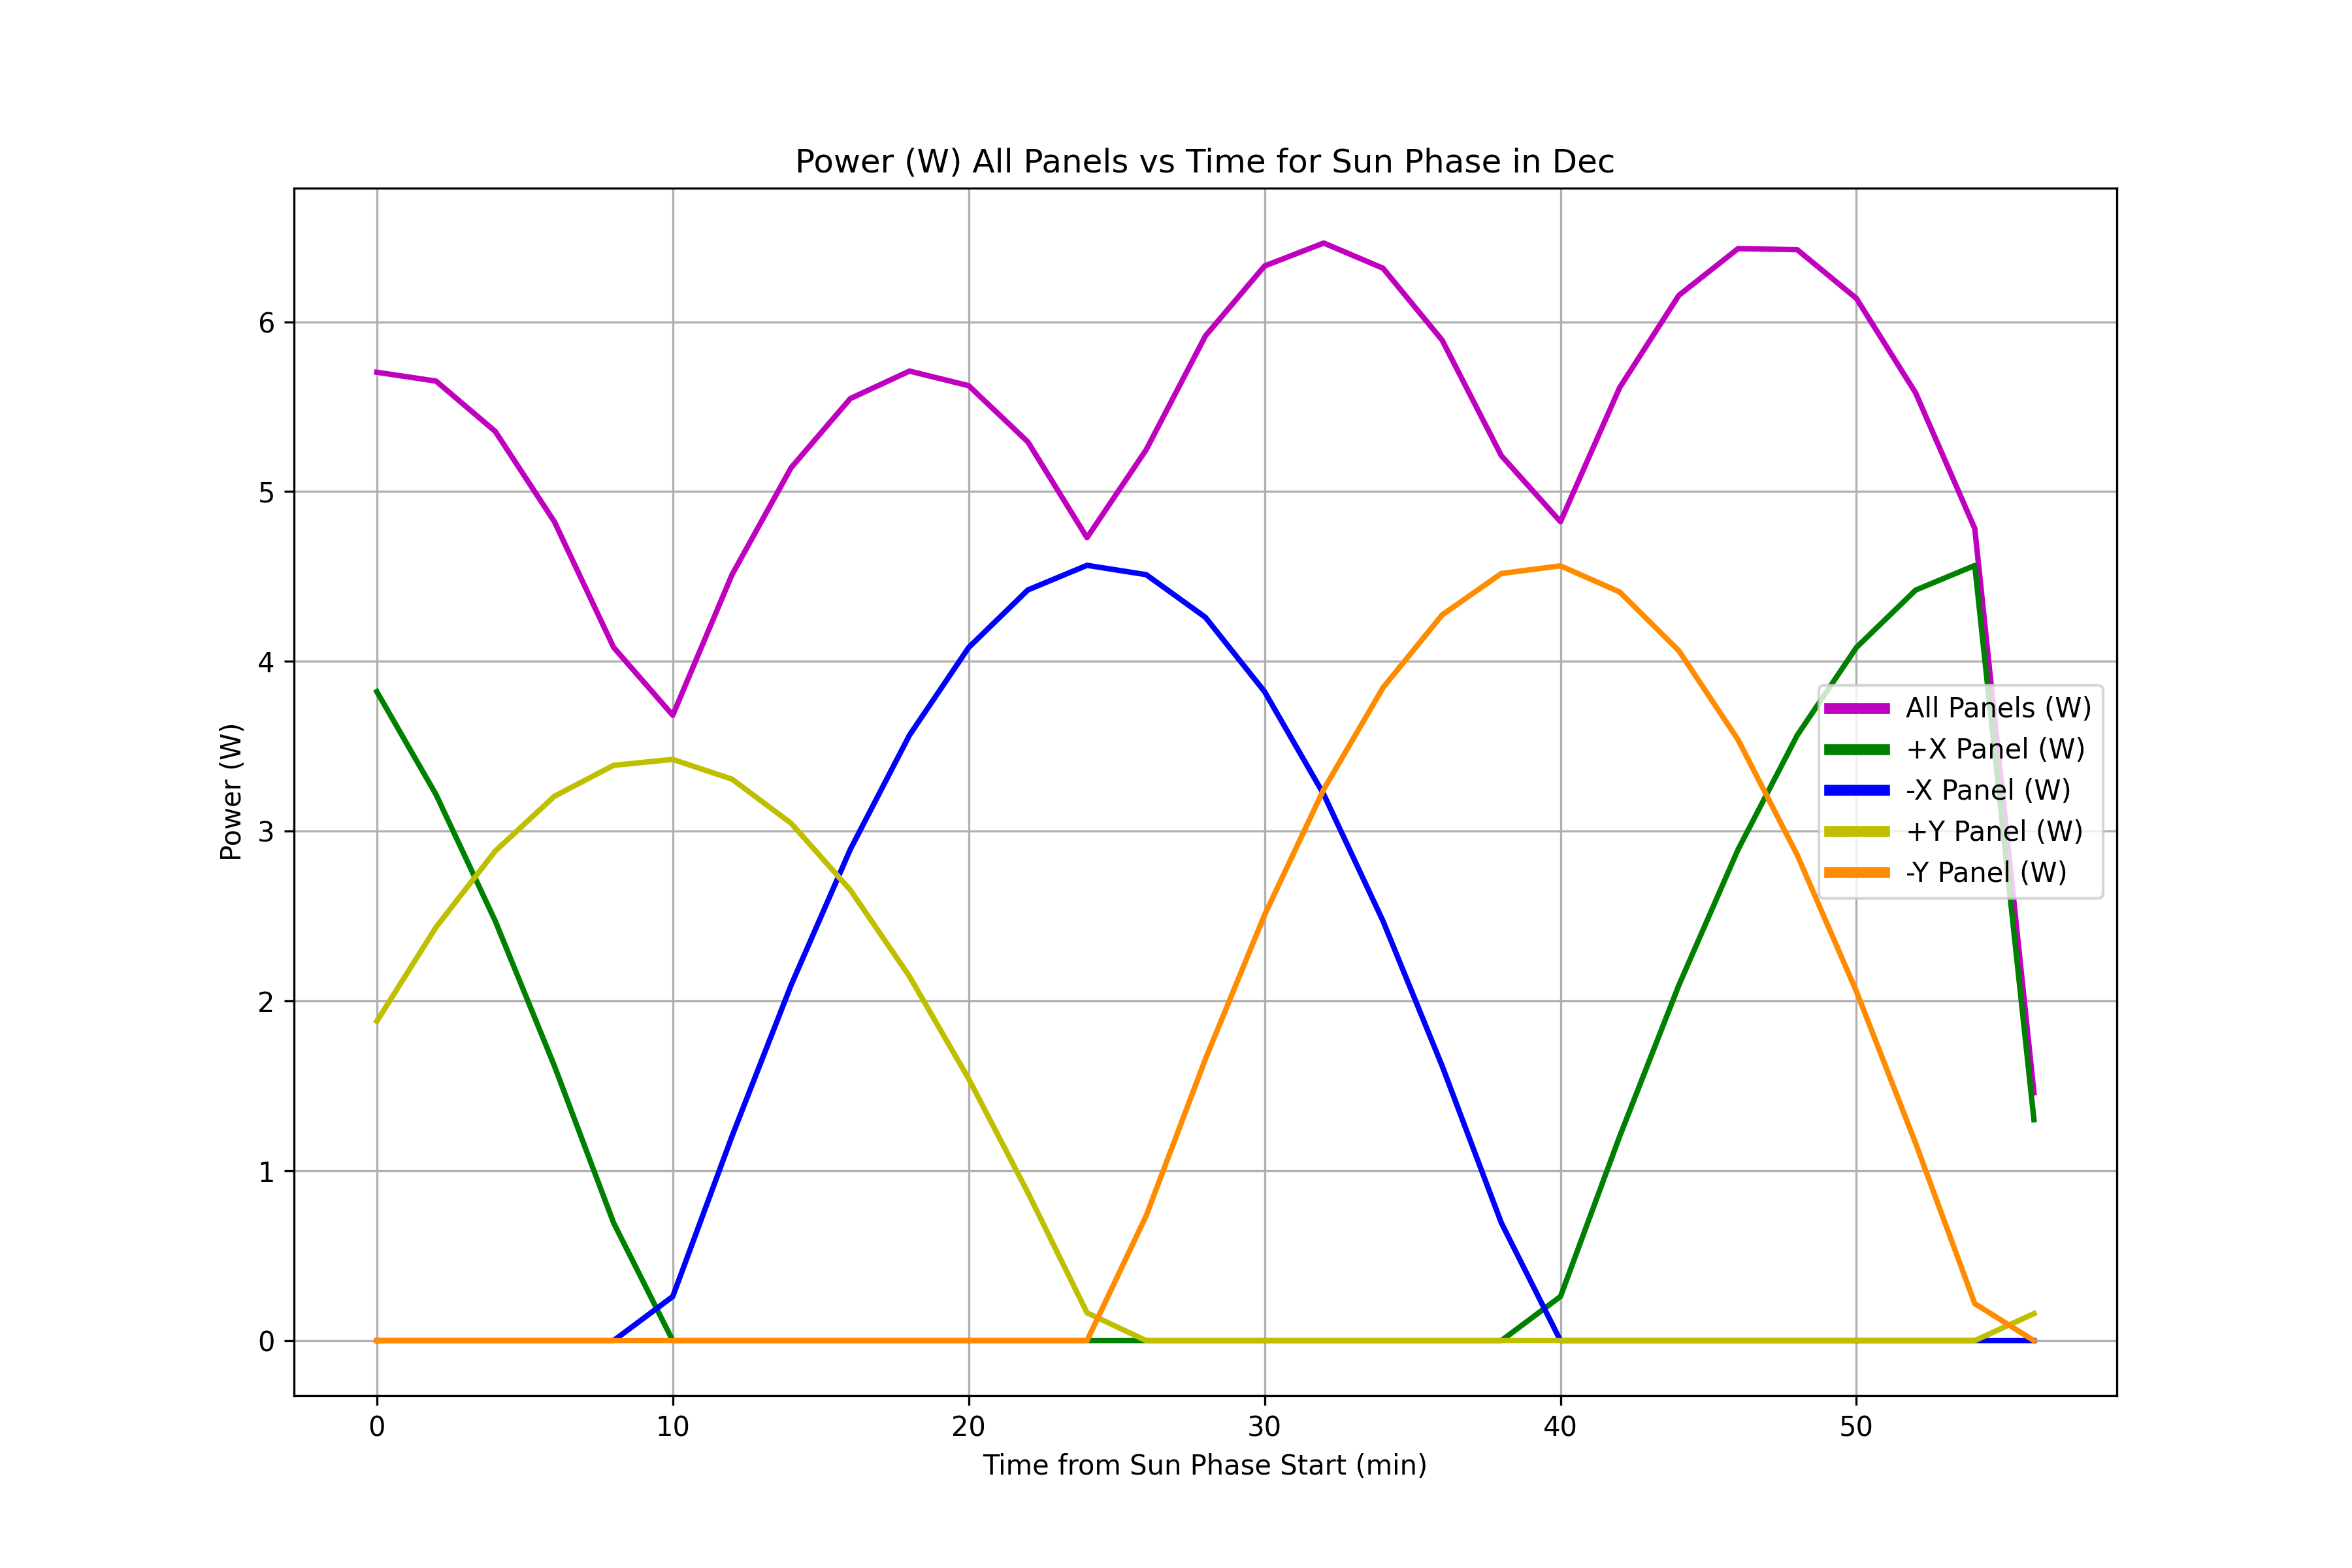 Power (W) All Panels vs Time for Sun Phase in Dec
6
5
4
3
2
1
0
Power (W)
All Panels (W)
+X Panel (W)
-X Panel (W)
+Y Panel (W)
-Y Panel (W)
0 10 20 30 40 50
Time from Sun Phase Start (min)